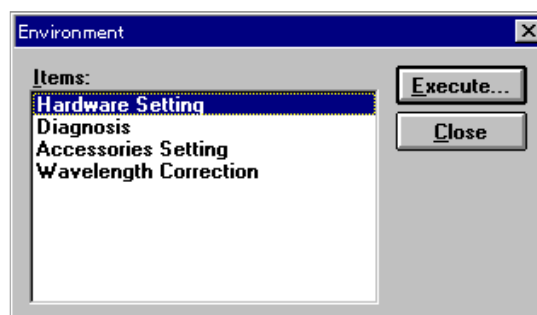 Environment
Items:
Hardware Setting
Diagnosis
Accessories Setting
Wavelength Correction
Execute...
Close